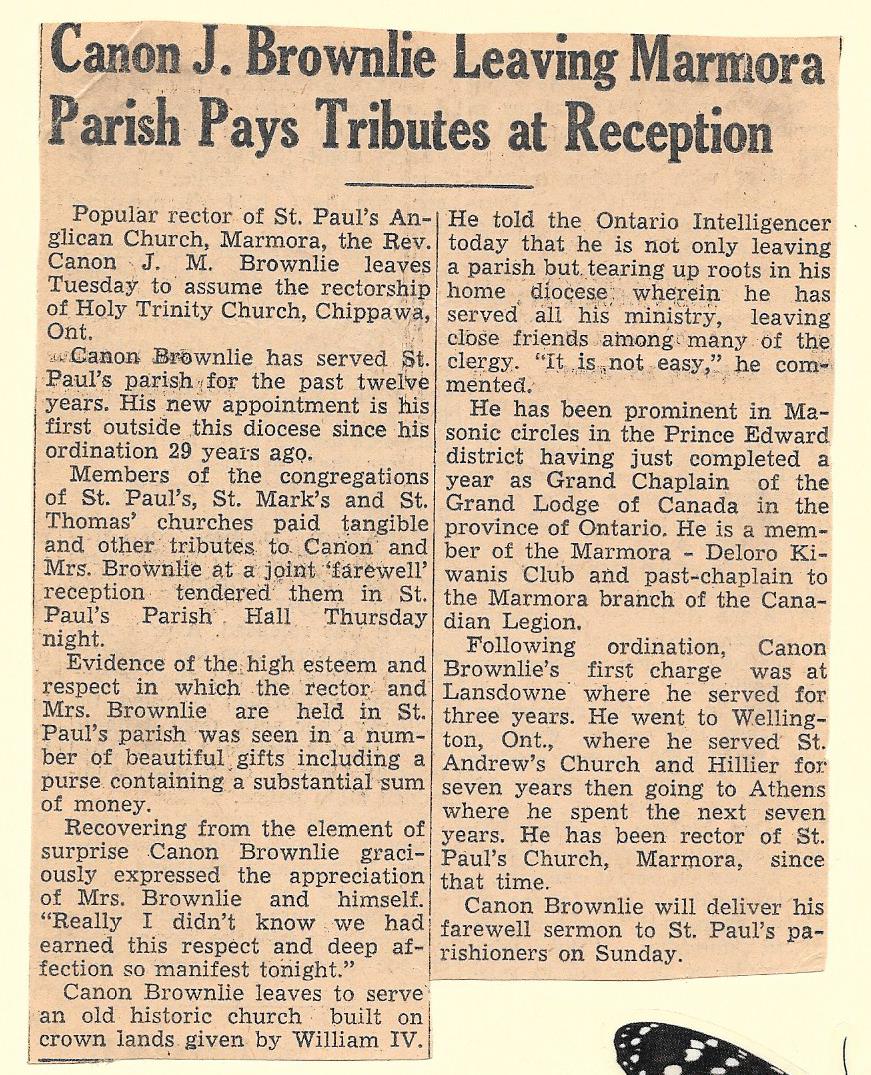 Canon J. Brownlie Leaving Marmora
Parish Pays Tributes at Reception
Popular rector of St. Paul's An-
glican Church, Marmora, the Rev.
Canon J. M. Brownlie leaves
Tuesday to assume the rectorship
of Holy Trinity Church, Chippawa,
Ont.
Canon Brownlie has served St.
Paul's parish for the past twelve
years. His new appointment is his
first outside this diocese since his
ordination 29 years ago.
Members of the congregations
of St. Paul's, St. Mark's and St.
Thomas' churches paid tangible
and other tributes to Canon and
Mrs. Brownlie at a joint 'farewell'
reception tendered them in St.
Paul's Parish Hall Thursday
night.
Evidence of the high esteem and
respect in which the rector and
Mrs. Brownlie are held in St.
Paul's parish was seen in a num-
ber of beautiful gifts including a
purse containing a substantial sum
of money.
Recovering from the element of
surprise Canon Brownlie graci-
ously expressed the appreciation
of Mrs. Brownlie and himself.
"Really I didn't know we had
earned this respect and deep af-
fection so manifest tonight."
Canon Brownlie leaves to serve
an old historic church built on
crown lands given by William IV.
He told the Ontario Intelligencer
today that he is not only leaving
a parish but tearing up roots in his
home diocese wherein he has
served all his ministry, leaving
close friends among many of the
clergy. "It is not easy," he com-
mented.
He has been prominent in Ma-
sonic circles in the Prince Edward
district having just completed a
year as Grand Chaplain of the
Grand Lodge of Canada in the
province of Ontario. He is a mem-
ber of the Marmora - Deloro Ki-
wanis Club and past-chaplain to
the Marmora branch of the Cana-
dian Legion.
Following ordination, Canon
Brownlie's first charge was at
Lansdowne where he served for
three years. He went to Welling-
ton, Ont., where he served St.
Andrew's Church and Hillier for
seven years then going to Athens
where he spent the next seven
years. He has been rector of St.
Paul's Church, Marmora, since
that time.
Canon Brownlie will deliver his
farewell sermon to St. Paul's pa-
rishioners on Sunday.